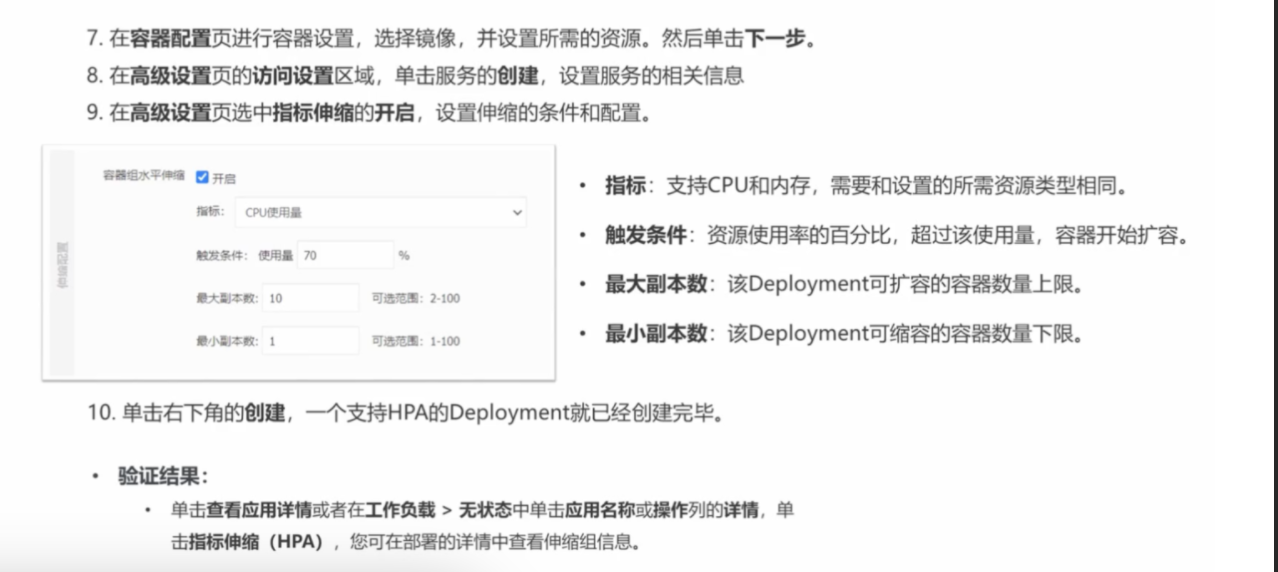 7. 在容器配置页进行容器设置，选择镜像，并设置所需的资源。然后单击下一步。
8. 在高级设置页的访问设置区域，单击服务的创建，设置服务的相关信息
9. 在高级设置页选中指标伸缩的开启，设置伸缩的条件和配置。
伸缩配置
容器组水平伸缩 开启
指标： CPU使用量
触发条件： 使用量 70 %
最大副本数: 10 可选范围：2-100
最小副本数: 1 可选范围：1-100
• 指标：支持CPU和内存，需要和设置的所需资源类型相同。
• 触发条件：资源使用率的百分比，超过该使用量，容器开始扩容。
• 最大副本数：该Deployment可扩容的容器数量上限。
• 最小副本数：该Deployment可缩容的容器数量下限。
10. 单击右下角的创建，一个支持HPA的Deployment就已经创建完毕。
• 验证结果：
• 单击查看应用详情或者在工作负载 > 无状态中单击应用名称或操作列的详情，单
击指标伸缩（HPA），您可在部署的详情中查看伸缩组信息。